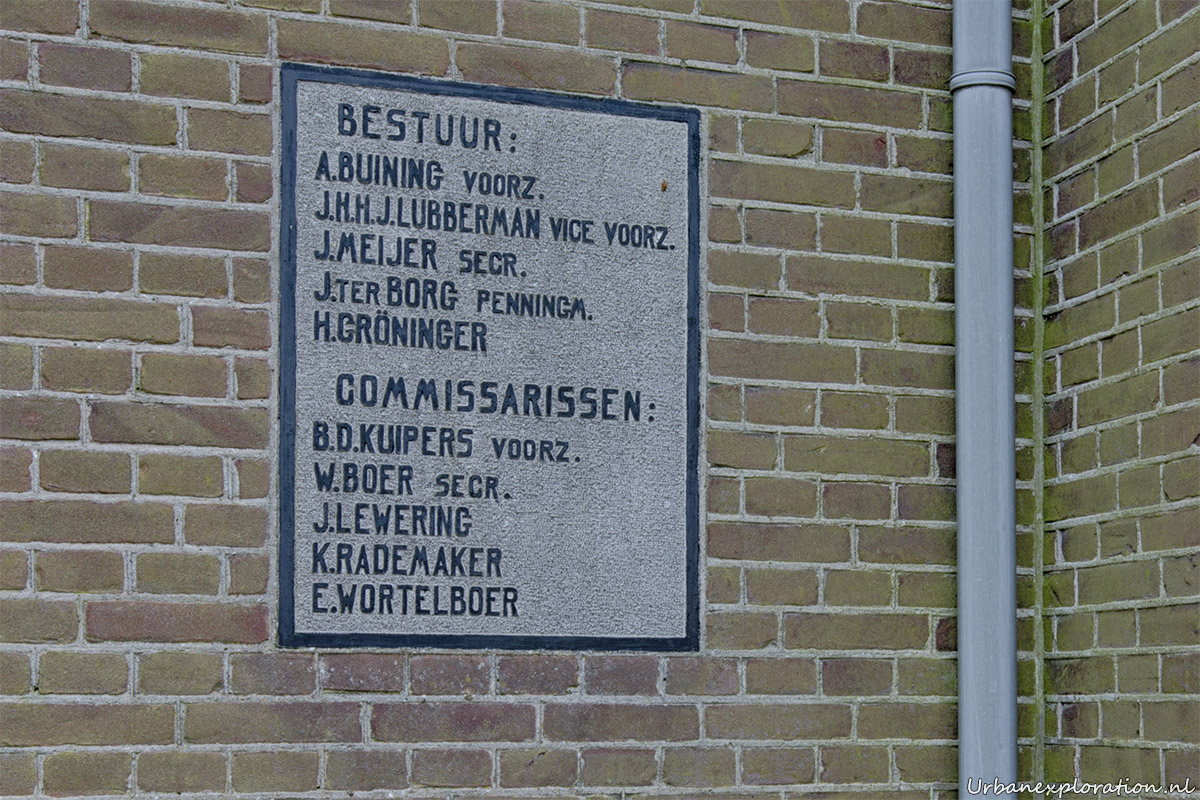 BESTUUR:
A.BUINING VOORZ.
J.H.H.J.LUBBERMAN VICE VOORZ.
J.MEIJER SECR.
J.TER BORG PENNINGM.
H.GRÖNINGER
COMMISSARISSEN:
B.D.KUIPERS VOORZ.
W.BOER SECR.
J.LEWERING
K.RADEMAKER
E.WORTELBOER
Urbanexploration.nl